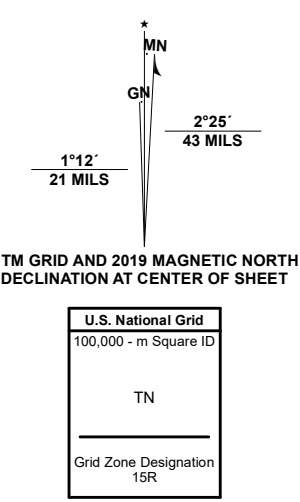 MN
GN
2°25´
43 MILS
1°12´
21 MILS
TM GRID AND 2019 MAGNETIC NORTH
DECLINATION AT CENTER OF SHEET
U.S. National Grid
100,000 - m Square ID
TN
Grid Zone Designation
15R